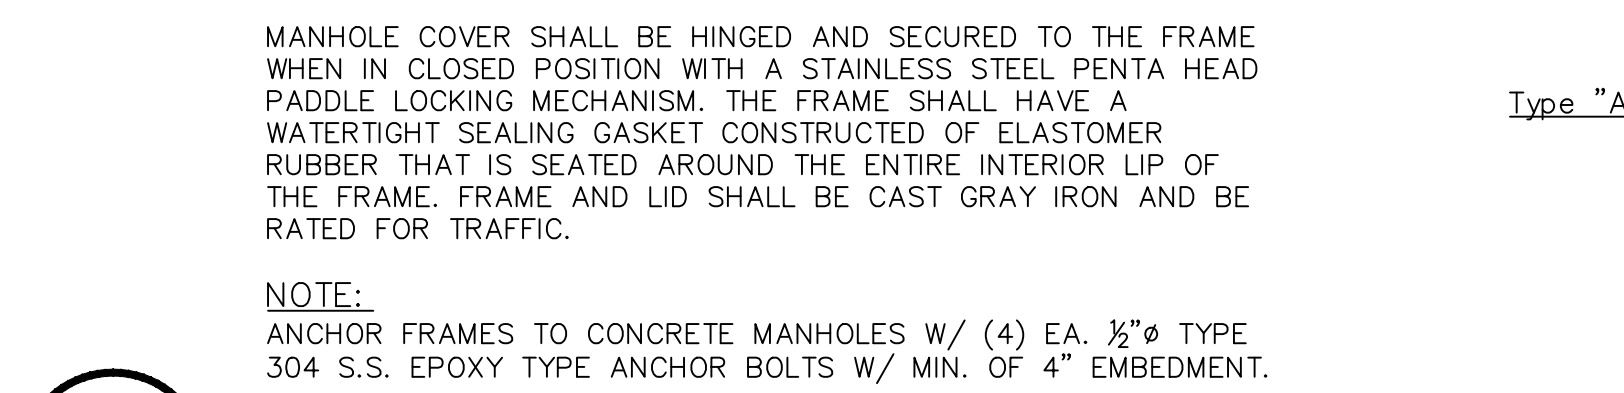 MANHOLE COVER SHALL BE HINGED AND SECURED TO THE FRAME
WHEN IN CLOSED POSITION WITH A STAINLESS STEEL PENTA HEAD
PADDLE LOCKING MECHANISM. THE FRAME SHALL HAVE A
WATERTIGHT SEALING GASKET CONSTRUCTED OF ELASTOMER
RUBBER THAT IS SEATED AROUND THE ENTIRE INTERIOR LIP OF
THE FRAME. FRAME AND LID SHALL BE CAST GRAY IRON AND BE
RATED FOR TRAFFIC.
NOTE:
ANCHOR FRAMES TO CONCRETE MANHOLES W/ (4) EA. ½"ø TYPE
304 S.S. EPOXY TYPE ANCHOR BOLTS W/ MIN. OF 4" EMBEDMENT.
Type "A